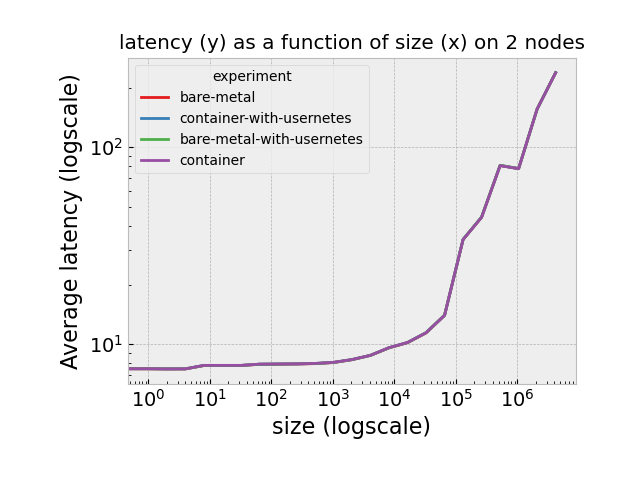 latency (y) as a function of size (x) on 2 nodes
experiment
bare-metal
container-with-usernetes
bare-metal-with-usernetes
container
Average latency (logscale)
10²
10¹
10⁰ 10¹ 10² 10³ 10⁴ 10⁵ 10⁶
size (logscale)